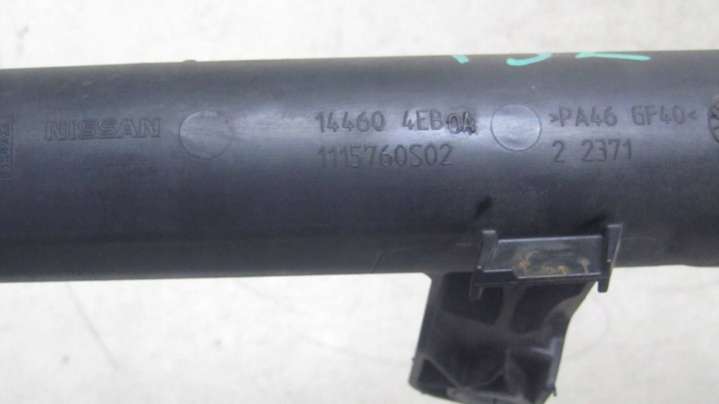 NISSAN
14460 4EB0A
1115760S02
>PA46 GF40<
2 2371